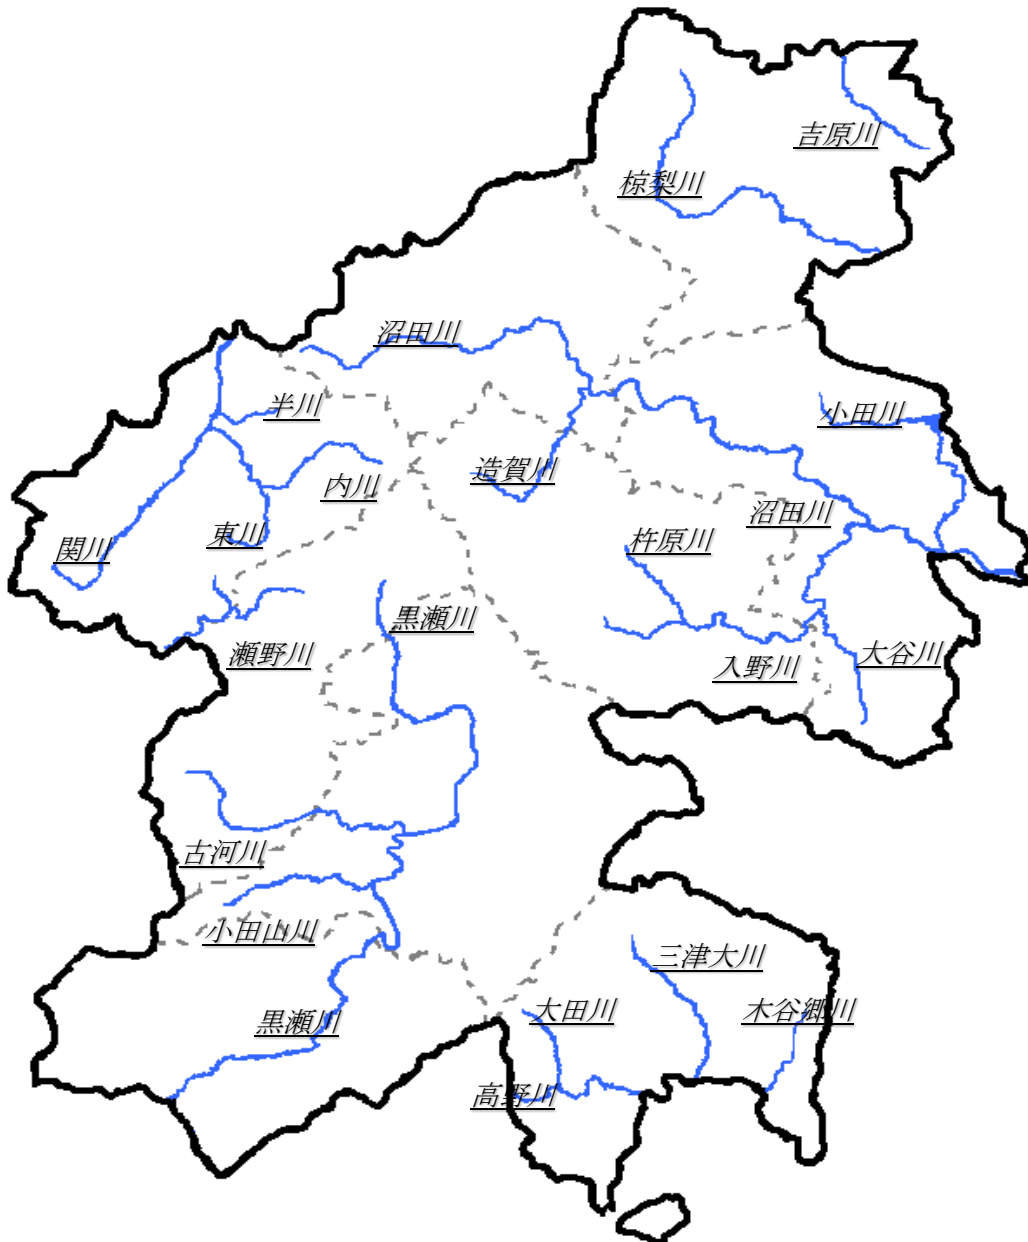 吉原川
椋梨川
沼田川
半川
小田川
造賀川
内川
沼田川
東川
杵原川
関川
黒瀬川
瀬野川
大谷川
入野川
古河川
小田山川
三津大川
大田川
木谷郷川
黒瀬川
高野川